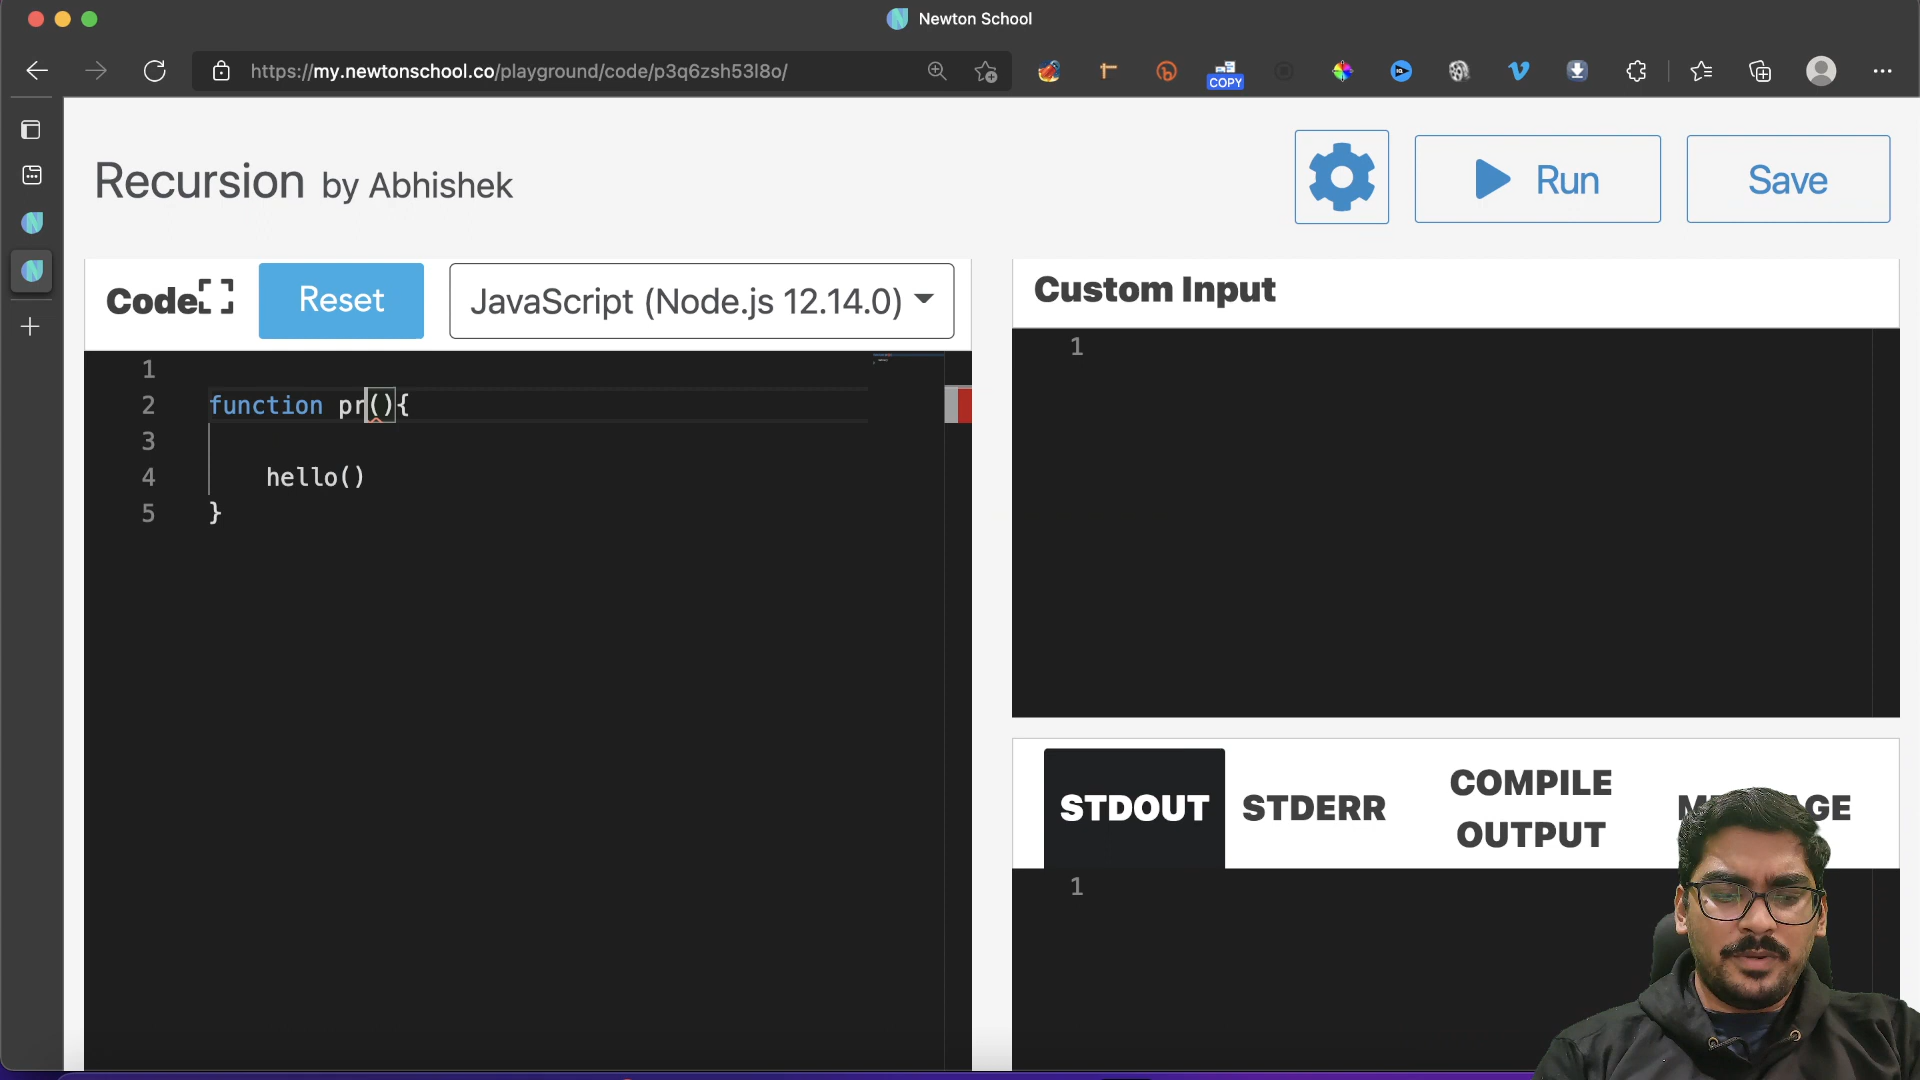 Newton School
https://my.newtonschool.co/playground/code/p3q6zsh53l8o/
COPY
Recursion by Abhishek
Run
Save
Code
Reset
JavaScript (Node.js 12.14.0)
Custom Input
1
1
2 function pr(){
3
4 hello()
5 }
STDOUT
STDERR
COMPILE OUTPUT
1